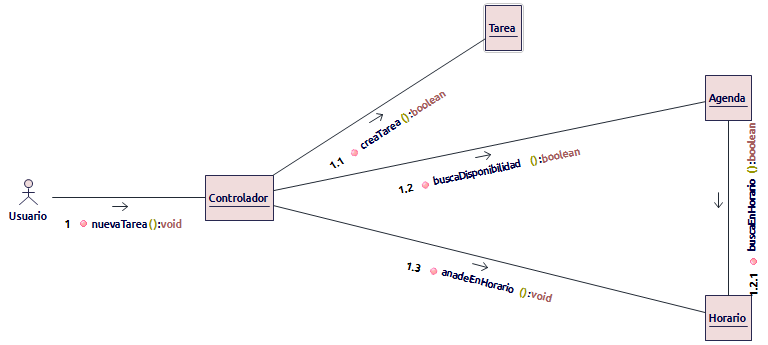 Tarea
1.1 creaTarea ():boolean
Agenda
1.2 buscaDisponibilidad ():boolean
1.2.1 buscaEnHorario ():boolean
Usuario
Controlador
1 nuevaTarea():void
1.3 anadeEnHorario ():void
Horario